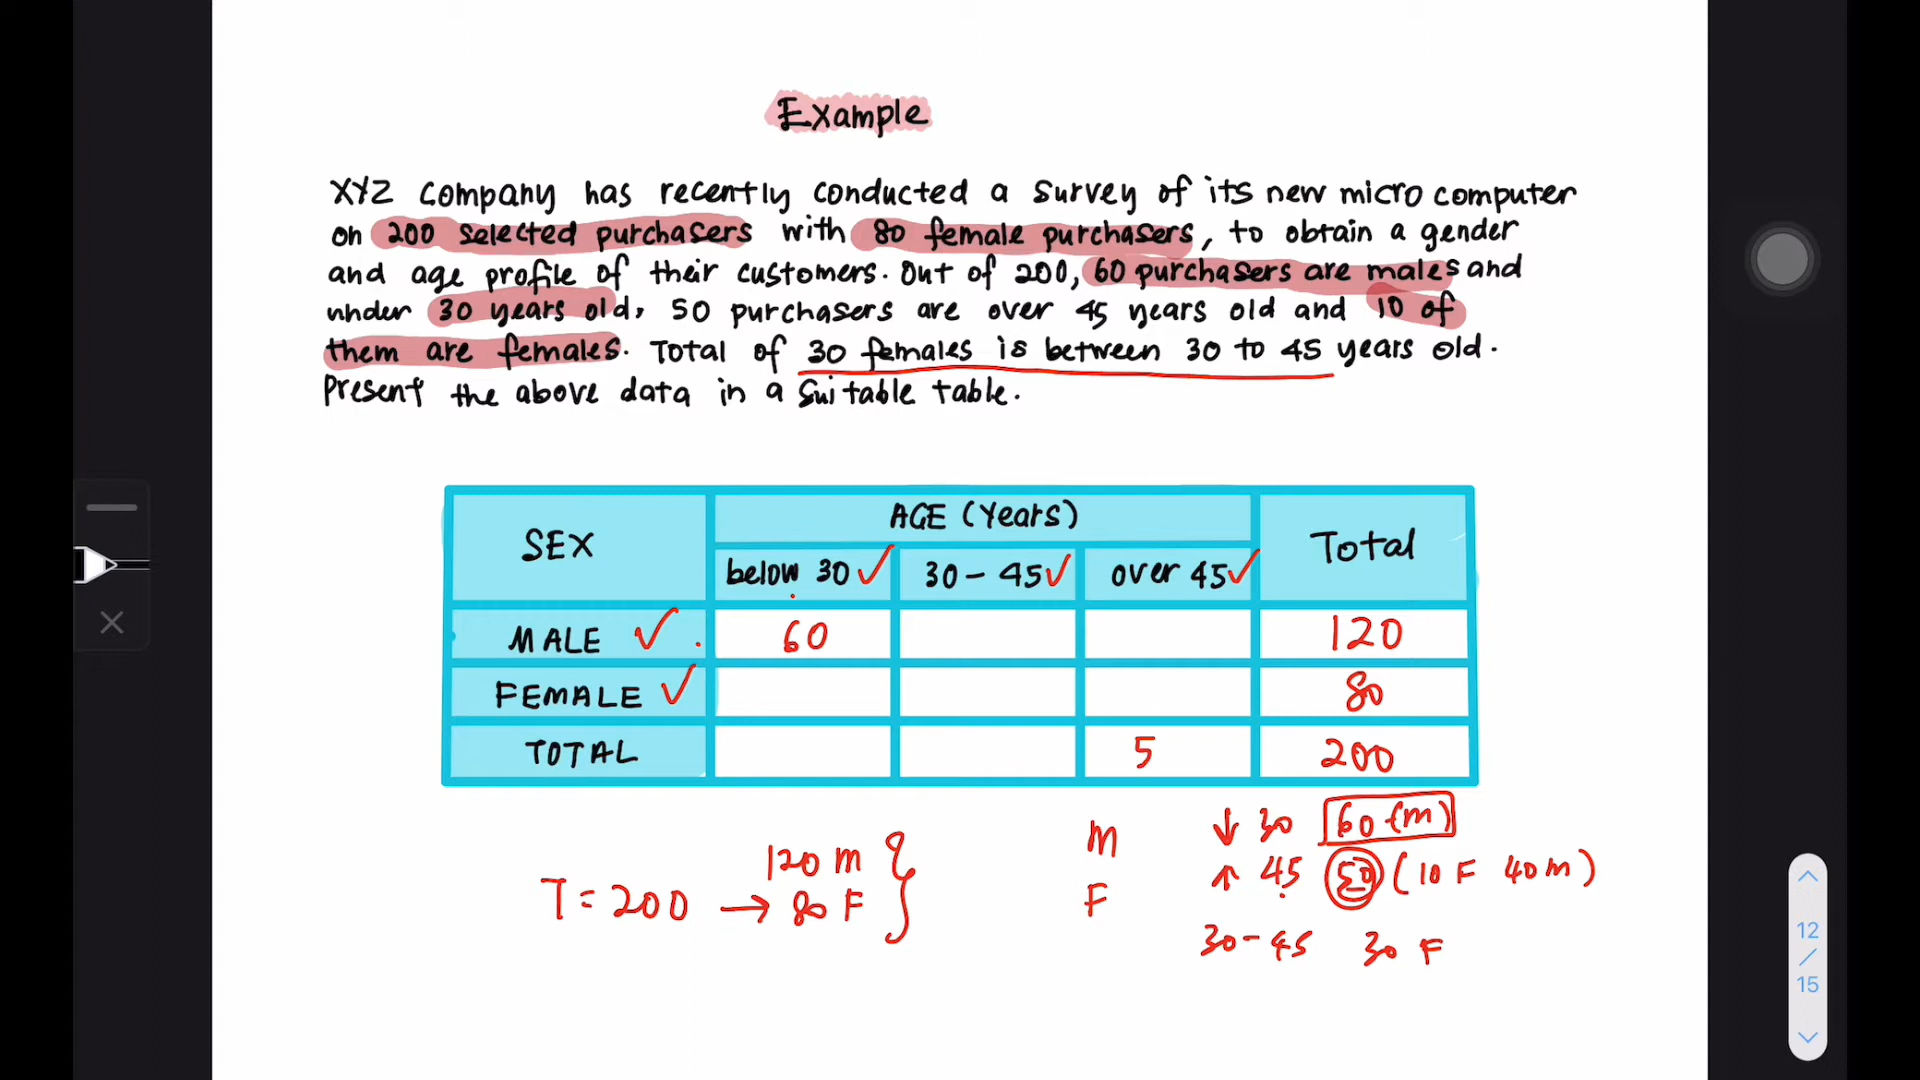 Example
XYZ company has recently conducted a survey of its new micro computer
on 200 selected purchasers with 80 female purchasers, to obtain a gender
and age profile of their customers. Out of 200, 60 purchasers are males and
under 30 years old, 50 purchasers are over 45 years old and 10 of
them are females. Total of 30 females is between 30 to 45 years old.
Present the above data in a suitable table.
SEX AGE (Years) Total
below 30 ✓ 30 - 45 ✓ over 45 ✓
MALE ✓ 60 120
FEMALE ✓ 80
TOTAL 5 200
T = 200 → 120 m
80 F
M
F
↓ 30 60 (m)
↑ 45 50 (10 F 40 m)
30 - 45 30 F
12
/
15